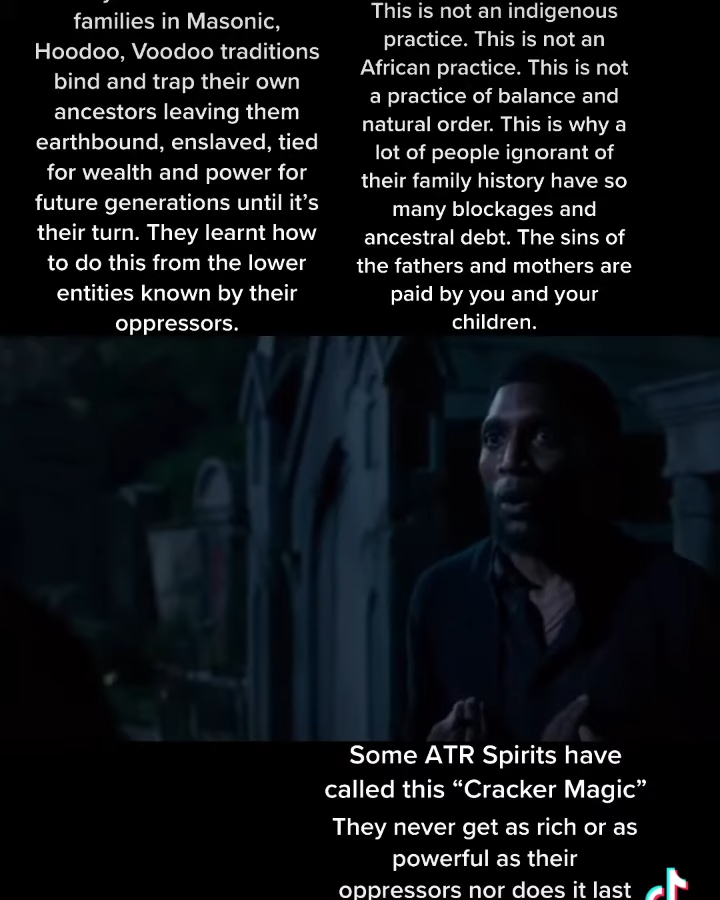 families in Masonic,
Hoodoo, Voodoo traditions
bind and trap their own
ancestors leaving them
earthbound, enslaved, tied
for wealth and power for
future generations until it’s
their turn. They learnt how
to do this from the lower
entities known by their
oppressors.
This is not an indigenous
practice. This is not an
African practice. This is not
a practice of balance and
natural order. This is why a
lot of people ignorant of
their family history have so
many blockages and
ancestral debt. The sins of
the fathers and mothers are
paid by you and your
children.
Some ATR Spirits have
called this “Cracker Magic”
They never get as rich or as
powerful as their
oppressors nor does it last